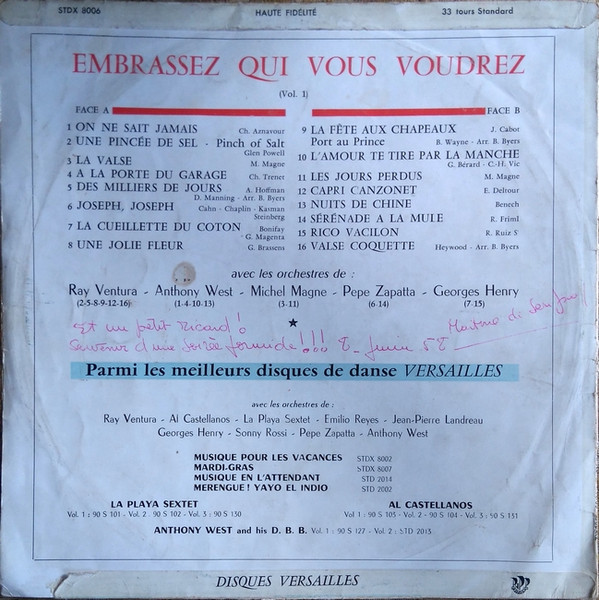 STDX 8006 HAUTE FIDÉLITÉ 33 tours Standard
EMBRASSEZ QUI VOUS VOUDREZ
(Vol. 1)
FACE A
1 ON NE SAIT JAMAIS Ch. Aznavour
2 UNE PINCÉE DE SEL - Pinch of Salt
Glen Powell
3 LA VALSE M. Magne
4 A LA PORTE DU GARAGE Ch. Trenet
5 DES MILLIERS DE JOURS A. Hoffman
D. Manning - Arr. B. Byers
6 JOSEPH, JOSEPH Cahn - Chaplin - Kasman
Steinberg
7 LA CUEILLETTE DU COTON Bonifay
G. Magenta
8 UNE JOLIE FLEUR G. Brassens
FACE B
9 LA FÊTE AUX CHAPEAUX J. Cabot
Port au Prince B. Wayne - Arr. B. Byers
10 L'AMOUR TE TIRE PAR LA MANCHE
G. Bérard - C.-H. Vic
11 LES JOURS PERDUS M. Magne
12 CAPRI CANZONET E. Deltour
13 NUITS DE CHINE Benech
14 SÉRÉNADE A LA MULE R. Friml
15 RICO VACILON R. Ruiz S'
16 VALSE COQUETTE Heywood - Arr. B. Byers
avec les orchestres de :
Ray Ventura - Anthony West - Michel Magne - Pepe Zapatta - Georges Henry
(2-5-8-9-12-16) (1-4-10-13) (3-11) (6-14) (7-15)
Est un petit ricard !
Souvenir d'une soirée formide !!! 8 - Juin 58
Parmi les meilleurs disques de danse VERSAILLES
avec les orchestres de :
Ray Ventura - Al Castellanos - La Playa Sextet - Emilio Reyes - Jean-Pierre Landreau
Georges Henry - Sonny Rossi - Pepe Zapatta - Anthony West
MUSIQUE POUR LES VACANCES STDX 8002
MARDI-GRAS STDX 8007
MUSIQUE EN L'ATTENDANT STD 2014
MERENGUE ! YAYO EL INDIO STD 2002
LA PLAYA SEXTET
Vol. 1 : 90 S 101 - Vol. 2 90 S 102 - Vol. 3 : 90 S 130
AL CASTELLANOS
Vol 1 : 90 S 103 - Vol. 2 - 90 S 104 - Vol. 3 : 90 S 131
ANTHONY WEST and his D. B. B. Vol. 1 : 90 S 127 - Vol. 2 : STD 2013
DISQUES VERSAILLES